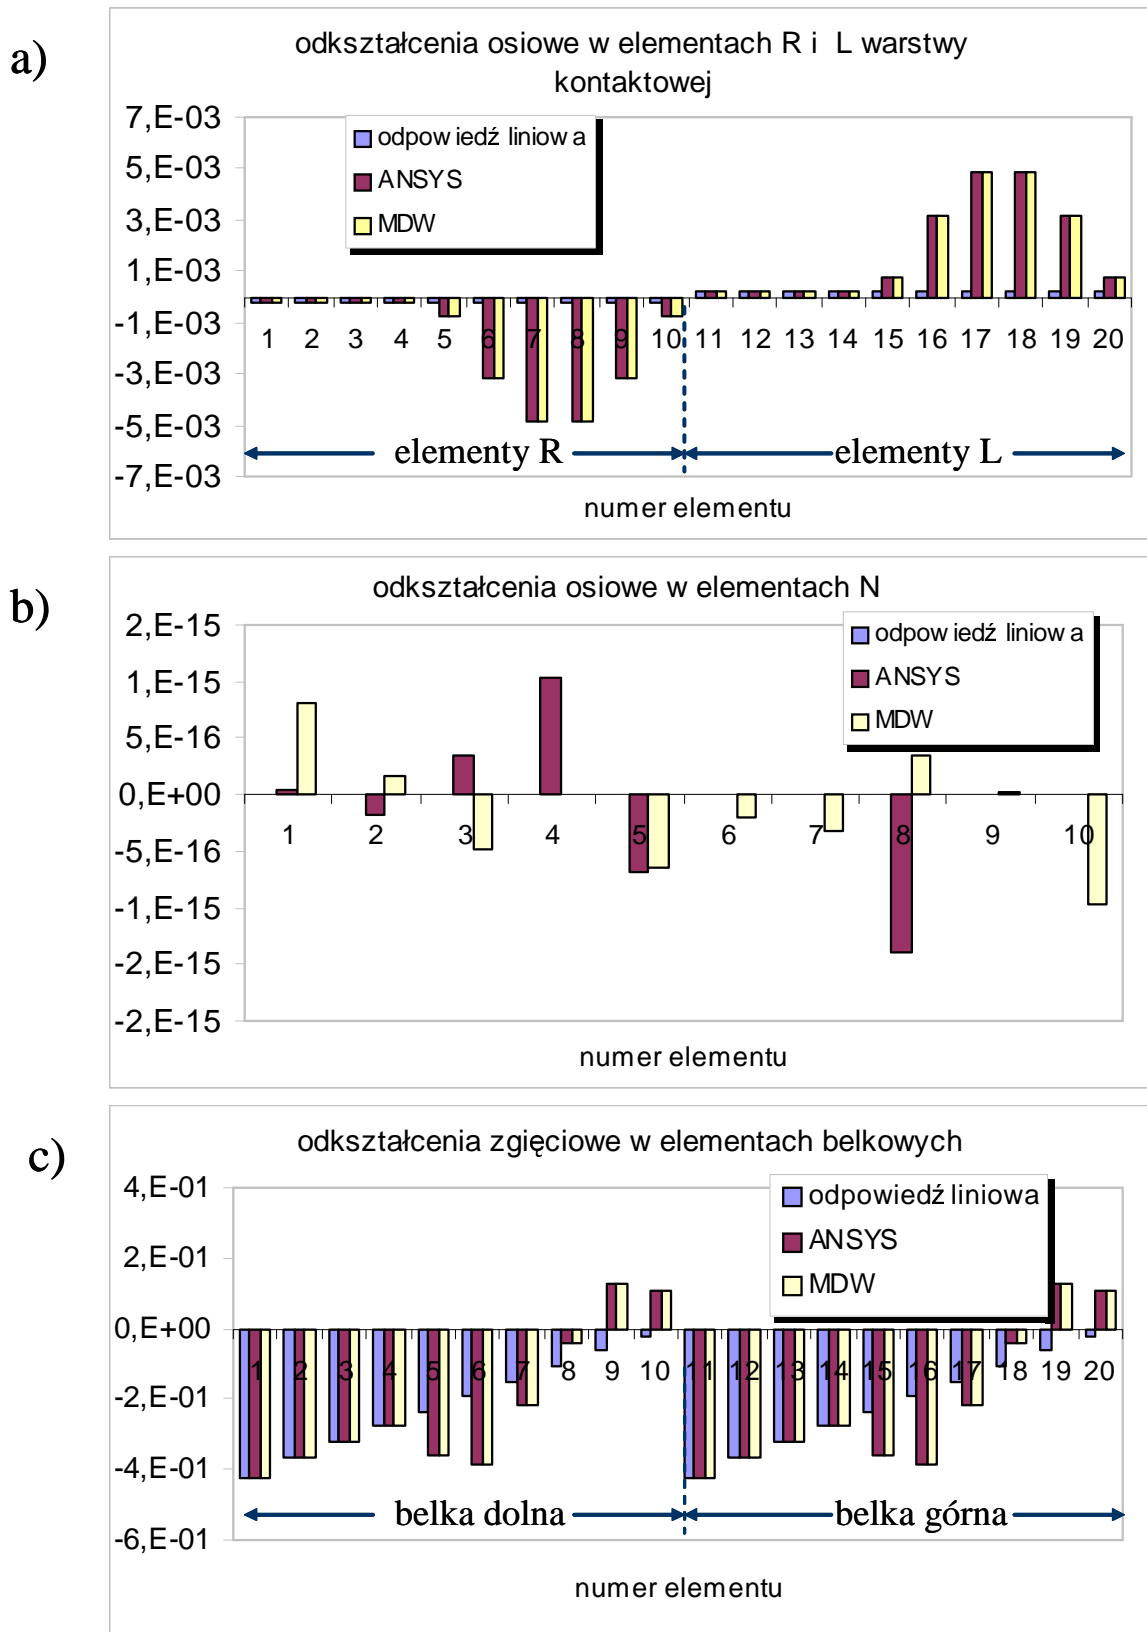 a)
odkształcenia osiowe w elementach R i L warstwy
kontaktowej
7,E-03
5,E-03
3,E-03
1,E-03
-1,E-03
-3,E-03
-5,E-03
-7,E-03
odpowiedź liniowa
ANSYS
MDW
1 2 3 4 5 6 7 8 9 10 11 12 13 14 15 16 17 18 19 20
elementy R
elementy L
numer elementu
b)
odkształcenia osiowe w elementach N
2,E-15
1,E-15
5,E-16
0,E+00
-5,E-16
-1,E-15
-2,E-15
-2,E-15
odpowiedź liniowa
ANSYS
MDW
1 2 3 4 5 6 7 8 9 10
numer elementu
c)
odkształcenia zgięciowe w elementach belkowych
4,E-01
2,E-01
0,E+00
-2,E-01
-4,E-01
-6,E-01
odpowiedź liniowa
ANSYS
MDW
1 2 3 4 5 6 7 8 9 10 11 12 13 14 15 16 17 18 19 20
belka dolna
belka górna
numer elementu